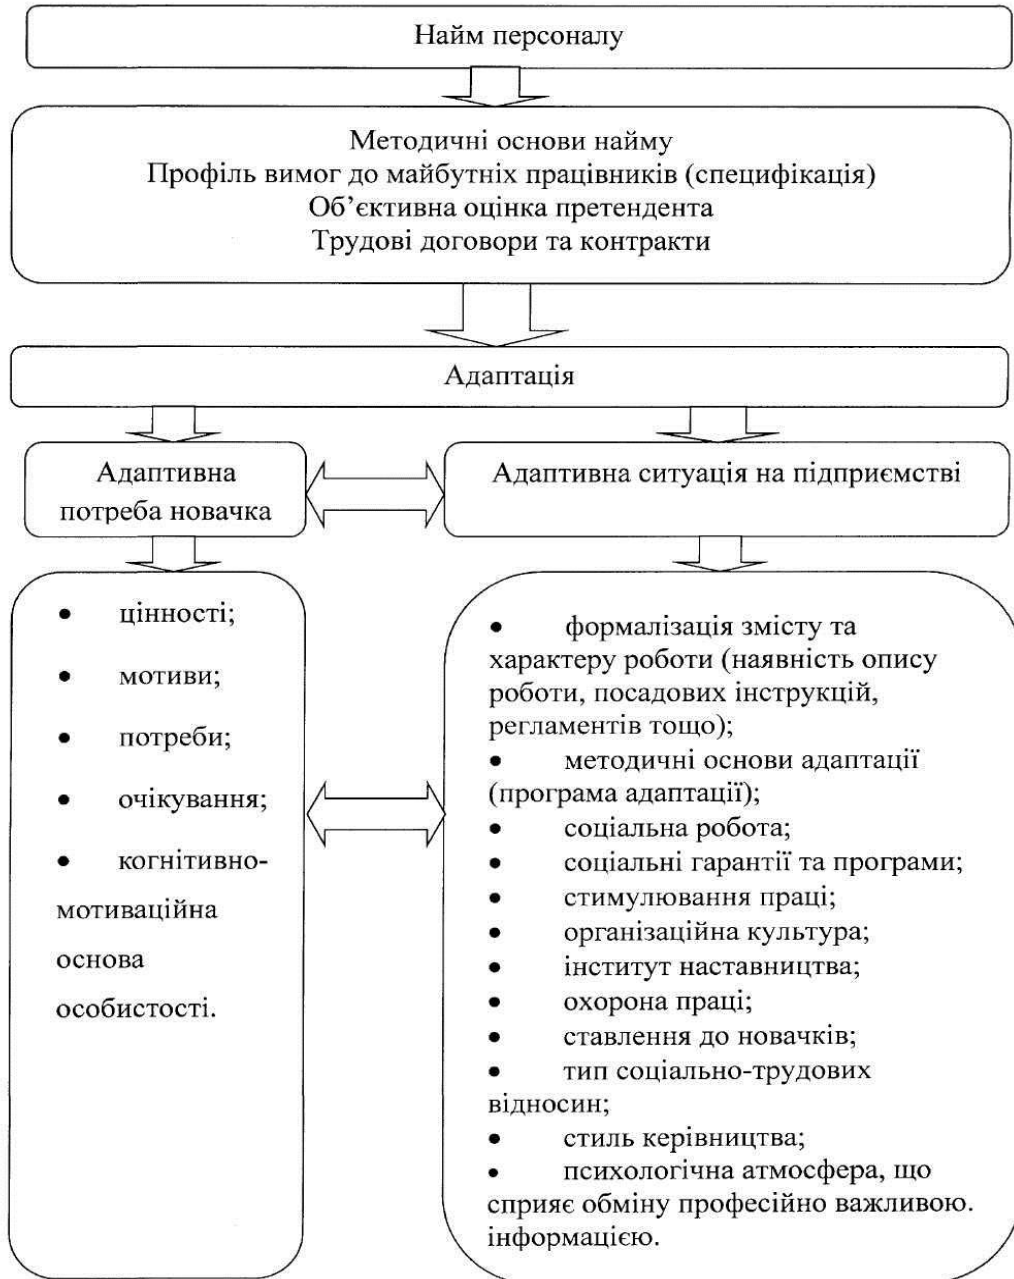 Найм персоналу
Методичні основи найму
Профіль вимог до майбутніх працівників (специфікація)
Об’єктивна оцінка претендента
Трудові договори та контракти
Адаптація
Адаптивна
потреба новачка
Адаптивна ситуація на підприємстві
• цінності;
• мотиви;
• потреби;
• очікування;
• когнітивно-
мотиваційна
основа
особистості.
• формалізація змісту та
характеру роботи (наявність опису
роботи, посадових інструкцій,
регламентів тощо);
• методичні основи адаптації
(програма адаптації);
• соціальна робота;
• соціальні гарантії та програми;
• стимулювання праці;
• організаційна культура;
• інститут наставництва;
• охорона праці;
• ставлення до новачків;
• тип соціально-трудових
відносин;
• стиль керівництва;
• психологічна атмосфера, що
сприяє обміну професійно важливою.
інформацією.